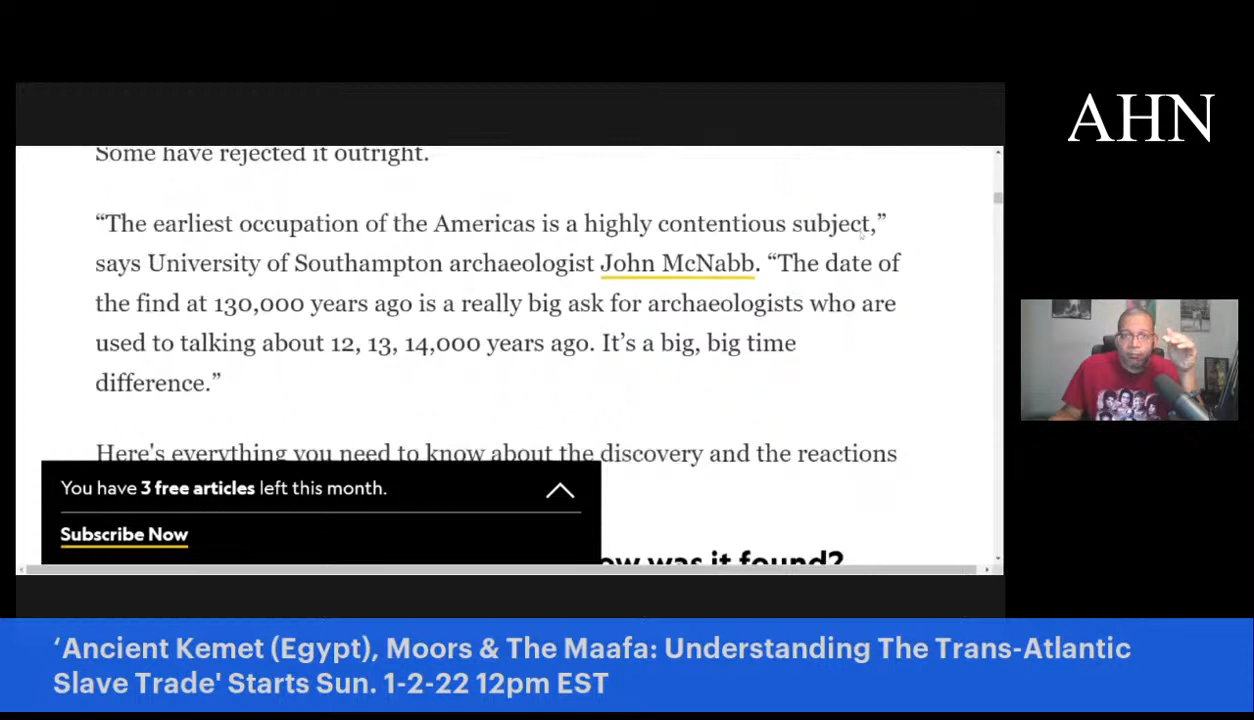 AHN
Some have rejected it outright.
“The earliest occupation of the Americas is a highly contentious subject,”
says University of Southampton archaeologist John McNabb. “The date of
the find at 130,000 years ago is a really big ask for archaeologists who are
used to talking about 12, 13, 14,000 years ago. It’s a big, big time
difference.”
Here's everything you need to know about the discovery and the reactions
You have 3 free articles left this month.
Subscribe Now
ow was it found?
‘Ancient Kemet (Egypt), Moors & The Maafa: Understanding The Trans-Atlantic
Slave Trade' Starts Sun. 1-2-22 12pm EST